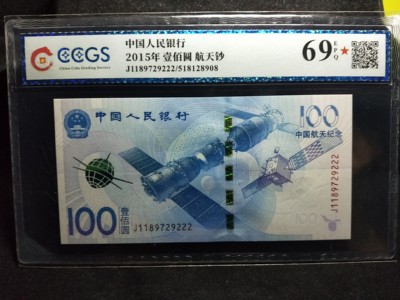 CCGS
China Coin Grading Service
中国人民银行
2015年 壹佰圆 航天钞
J1189729222/518128908
69 EPQ ★
中国人民银行
100
中国航天纪念
J1189729222
100 壹佰圆
J1189729222
100